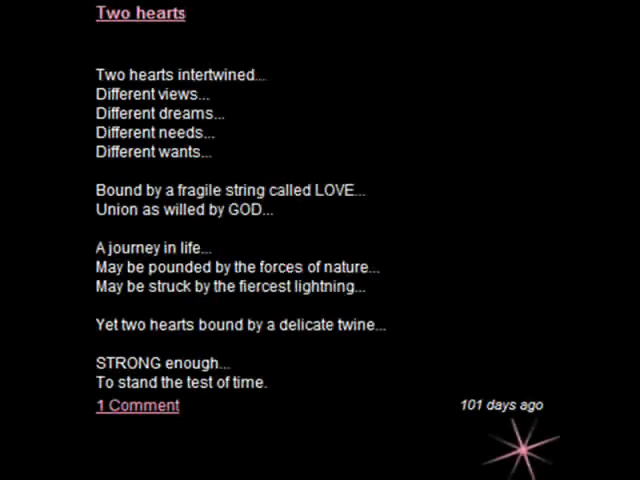 Two hearts
Two hearts intertwined....
Different views...
Different dreams...
Different needs...
Different wants...
Bound by a fragile string called LOVE...
Union as willed by GOD...
A journey in life...
May be pounded by the forces of nature...
May be struck by the fiercest lightning...
Yet two hearts bound by a delicate twine...
STRONG enough...
To stand the test of time.
1 Comment
101 days ago